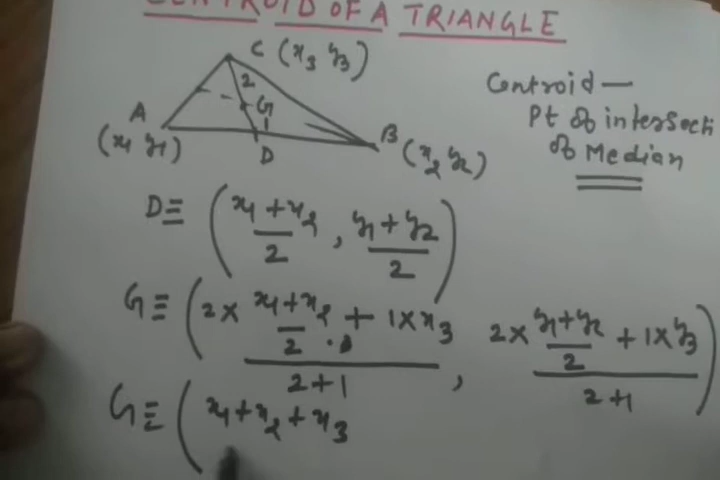 CENTROID OF A TRIANGLE
C (x₃ y₃)
Centroid —
Pt of intersecti
of Median
2
G
1
A
(x₁ y₁)
B (x₂ y₂)
D
D ≡ ( (x₁ + x₂)/2 , (y₁ + y₂)/2 )
G ≡ ( (2 × (x₁ + x₂)/2 + 1 × x₃)/(2+1) , (2 × (y₁ + y₂)/2 + 1 × y₃)/(2+1) )
G ≡ ( x₁ + x₂ + x₃